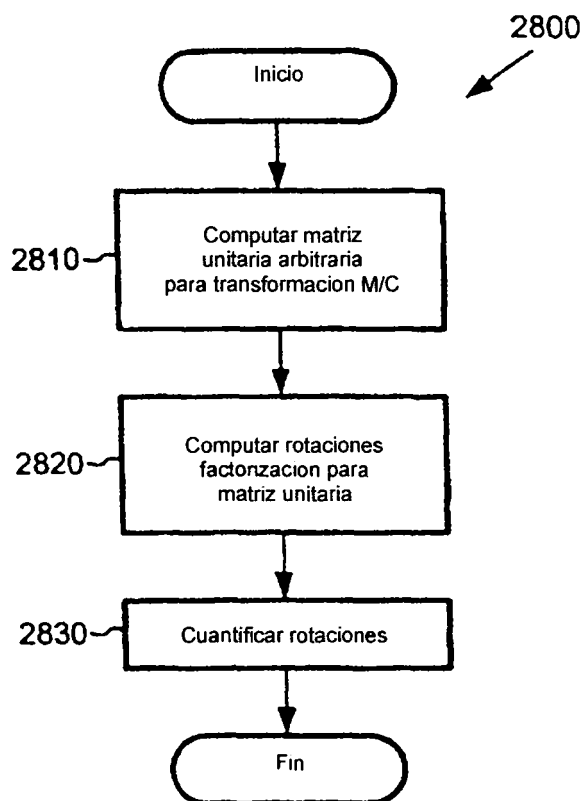 2800
Inicio
2810
Computar matriz
unitaria arbitraria
para transformacion M/C
2820
Computar rotaciones
factorizacion para
matriz unitaria
2830
Cuantificar rotaciones
Fin